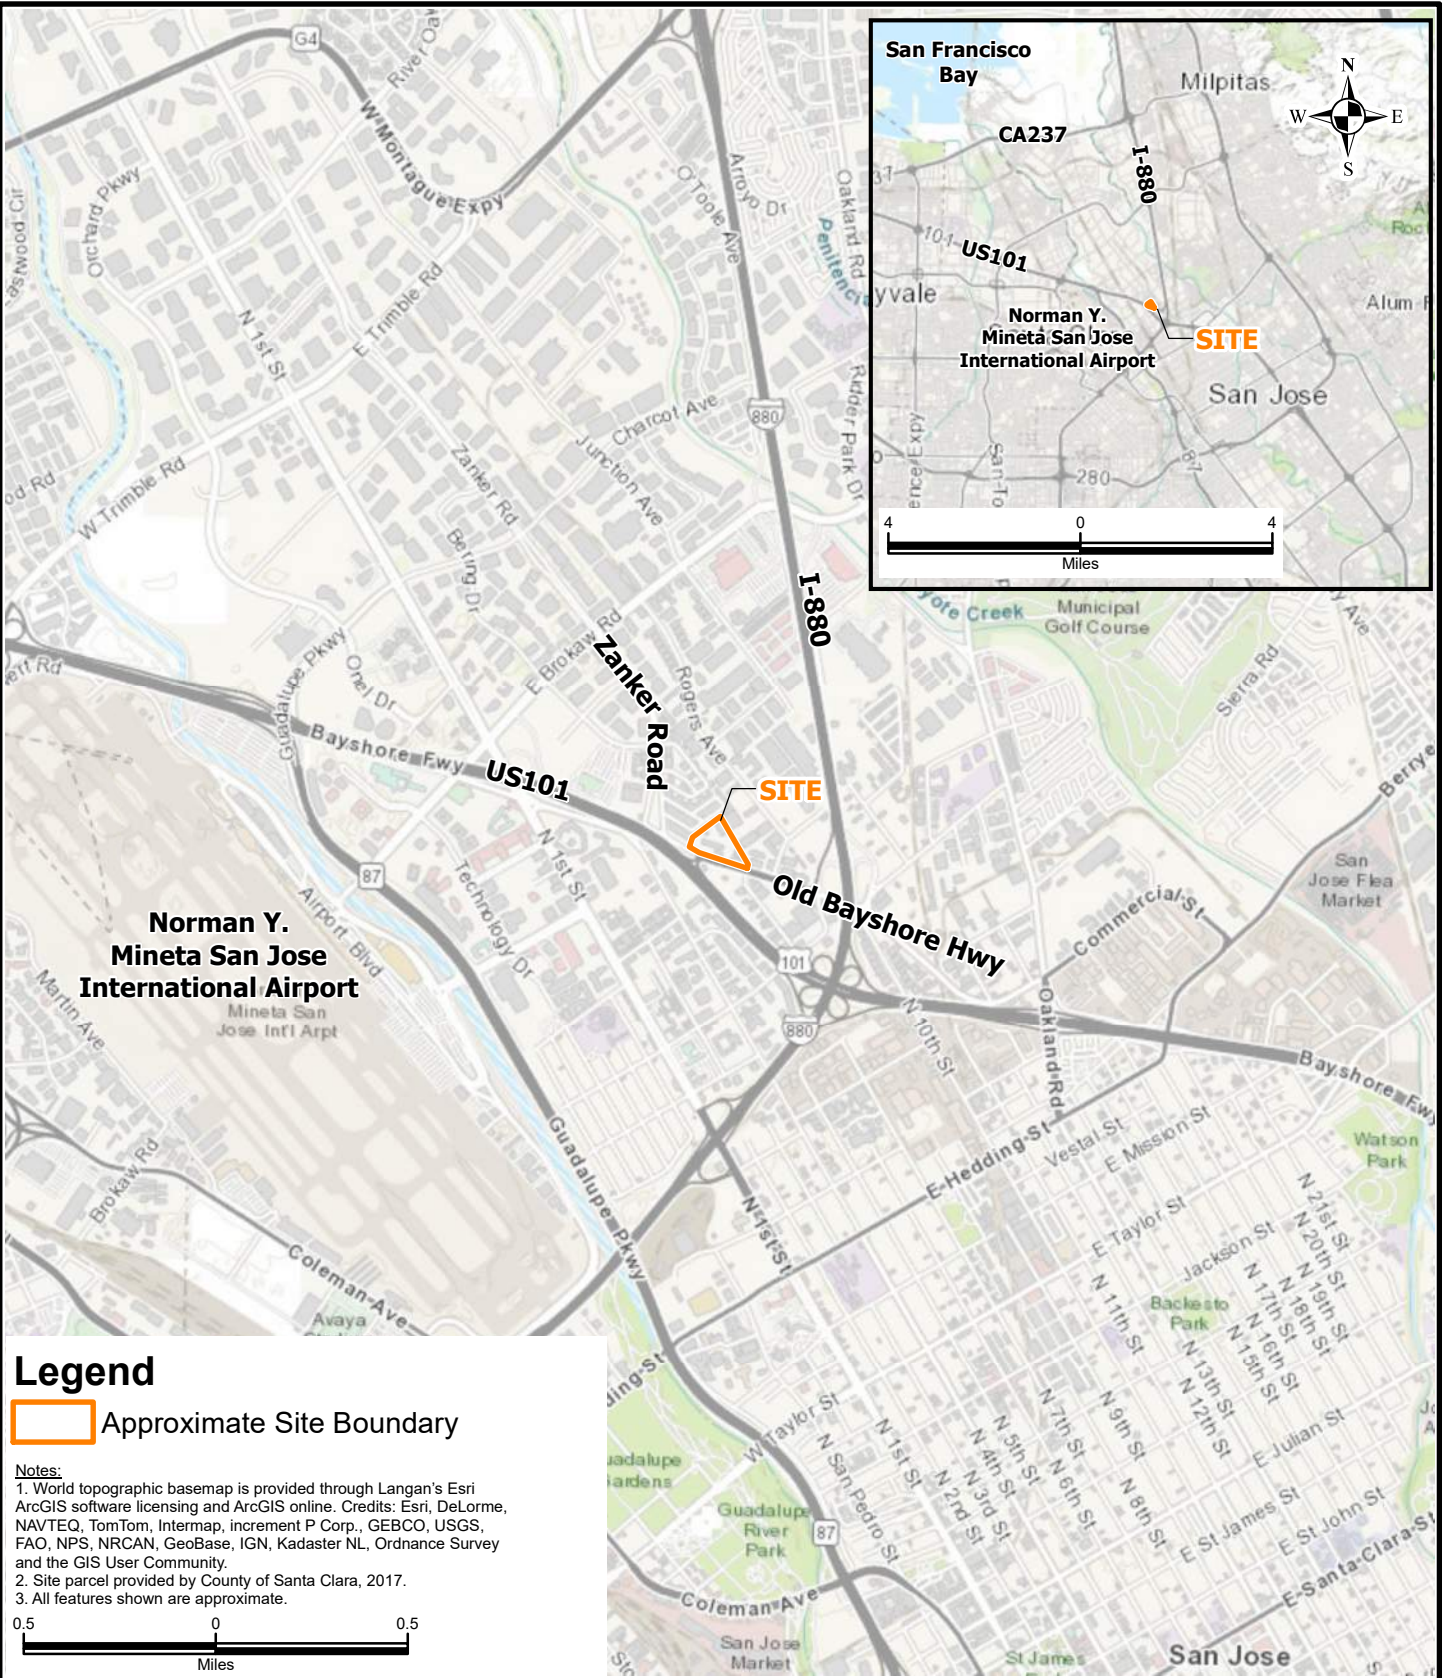 San Francisco
Bay
Milpitas
N
W
E
S
CA237
I-880
101
US101
Norman Y.
Mineta San Jose
International Airport
SITE
San Jose
280
87
4
0
4
Miles
G4
W Montague Expy
Orchard Pkwy
N 1st St
E Trimble Rd
W Trimble Rd
O'Toole Ave
Arroyo Dr
Oakland Rd
Ridder Park Dr
880
Charcot Ave
Junction Ave
Zanker Rd
Bering Dr
I-880
Municipal
Golf Course
Sierra Rd
E Brokaw Rd
Zanker Road
Rogers Ave
Guadalupe Pkwy
Onel Dr
Bayshore Fwy
US101
SITE
N 1st St
Technology Dr
87
Airport Blvd
Old Bayshore Hwy
San
Jose Flea
Market
Commercial St
Norman Y.
Mineta San Jose
International Airport
Mineta San
Jose Int'l Arpt
Martin Ave
101
880
N 10th St
Oakland Rd
Bayshore Fwy
Brokaw Rd
Coleman Ave
Guadalupe Pkwy
N 1st St
E Hedding St
Vestal St
E Mission St
Watson
Park
E Taylor St
Jackson St
N 21st St
N 20th St
N 19th St
N 18th St
N 17th St
N 16th St
N 15th St
N 13th St
N 12th St
N 11th St
Backesto
Park
Avaya
W Taylor St
N San Pedro St
N 1st St
N 2nd St
N 3rd St
N 4th St
N 5th St
N 6th St
N 7th St
N 8th St
N 9th St
E Julian St
E St James St
E St John St
E Santa Clara St
Guadalupe
River
Park
87
Coleman Ave
San Jose
Market
St James
San Jose
Legend
Approximate Site Boundary
Notes:
1. World topographic basemap is provided through Langan's Esri
ArcGIS software licensing and ArcGIS online. Credits: Esri, DeLorme,
NAVTEQ, TomTom, Intermap, increment P Corp., GEBCO, USGS,
FAO, NPS, NRCAN, GeoBase, IGN, Kadaster NL, Ordnance Survey
and the GIS User Community.
2. Site parcel provided by County of Santa Clara, 2017.
3. All features shown are approximate.
0.5
0
0.5
Miles